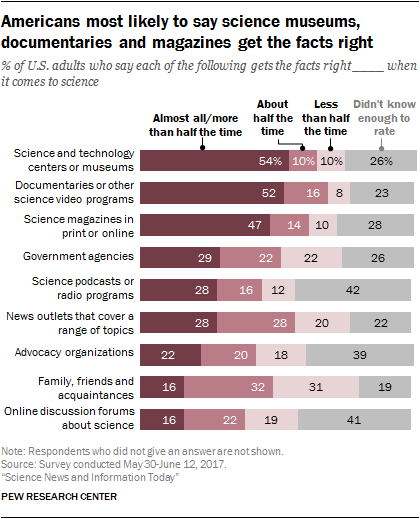 Americans most likely to say science museums,
documentaries and magazines get the facts right
% of U.S. adults who say each of the following gets the facts right____ when
it comes to science
Almost all/more
than half the time
About
half the
time
Less
than half
the time
Didn't know
enough to
rate
Science and technology
centers or museums
54% 10% 10% 26%
Documentaries or other
science video programs
52 16 8 23
Science magazines in
print or online
47 14 10 28
Government agencies
29 22 22 26
Science podcasts or
radio programs
28 16 12 42
News outlets that cover a
range of topics
28 28 20 22
Advocacy organizations
22 20 18 39
Family, friends and
acquaintances
16 32 31 19
Online discussion forums
about science
16 22 19 41
Note: Respondents who did not give an answer are not shown.
Source: Survey conducted May 30-June 12, 2017.
"Science News and Information Today"
PEW RESEARCH CENTER